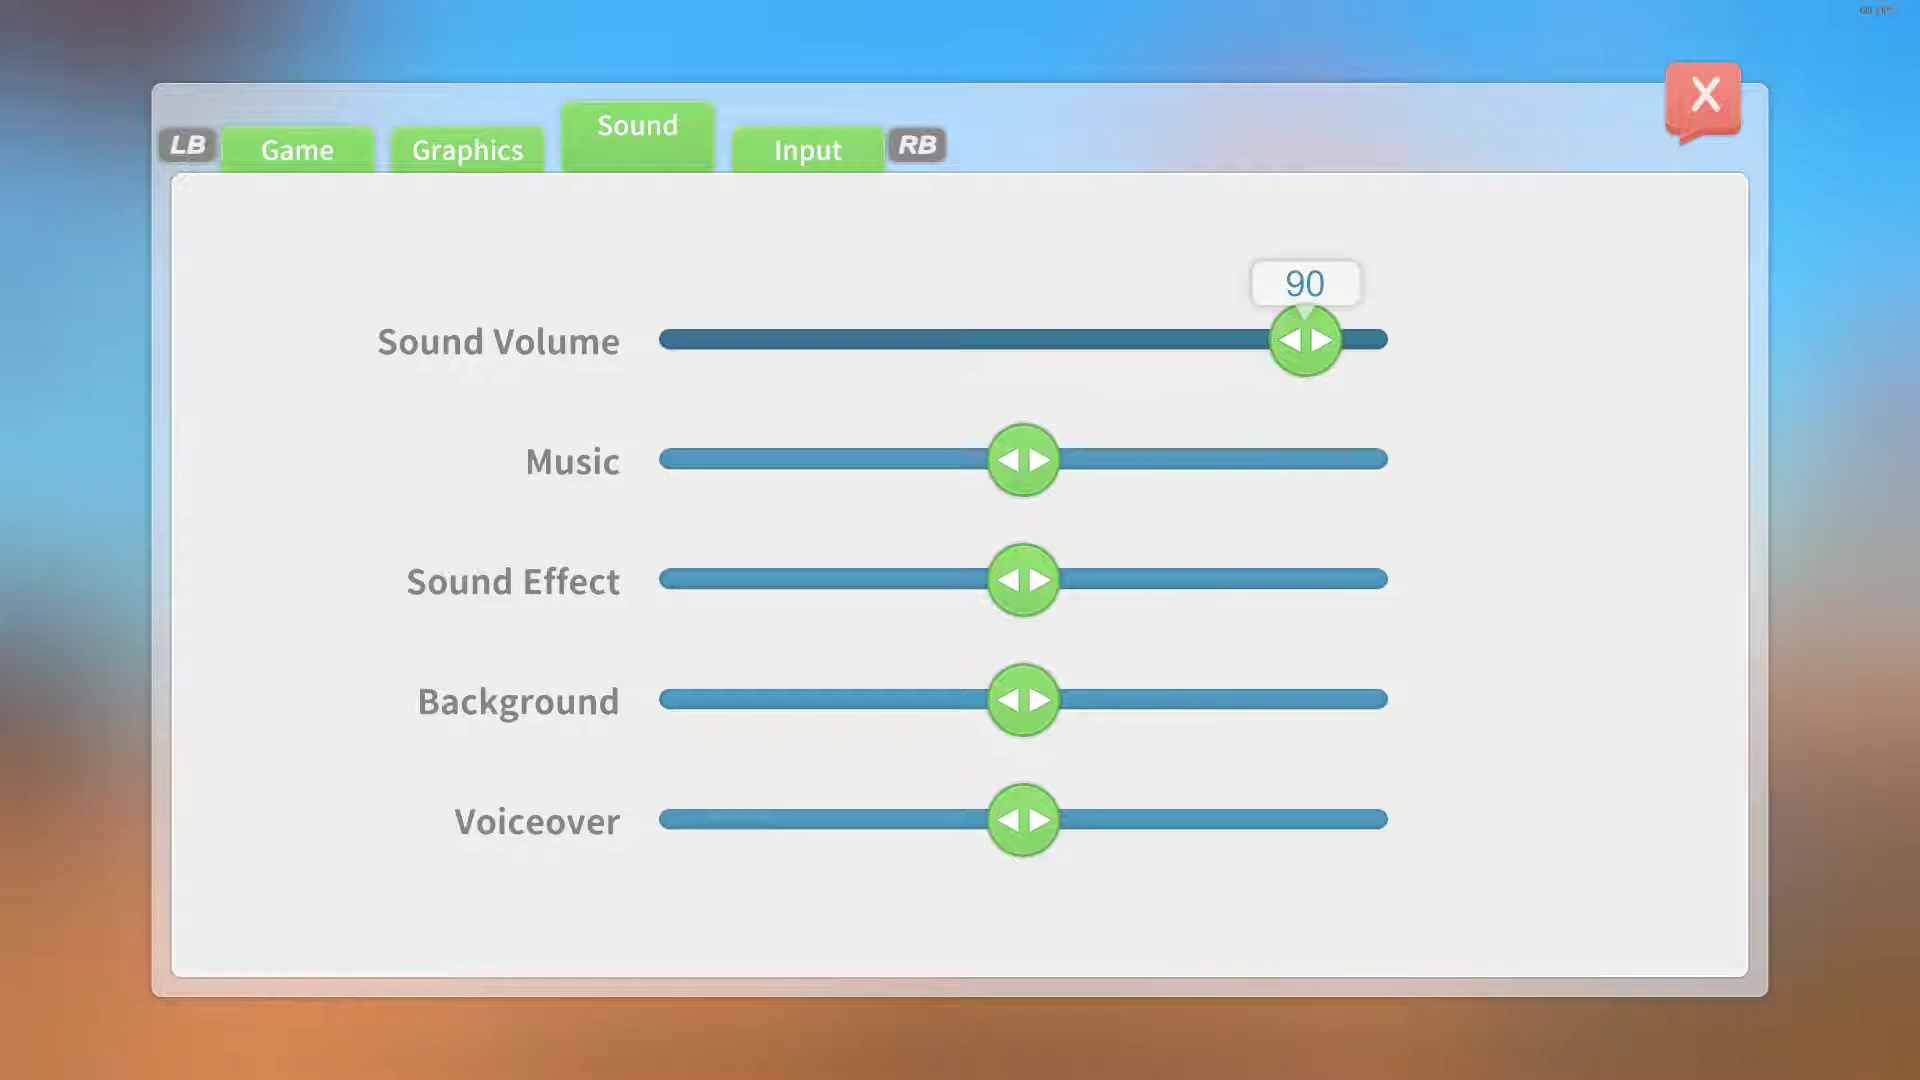 LB
Game
Graphics
Sound
Input
RB
X
90
Sound Volume
Music
Sound Effect
Background
Voiceover